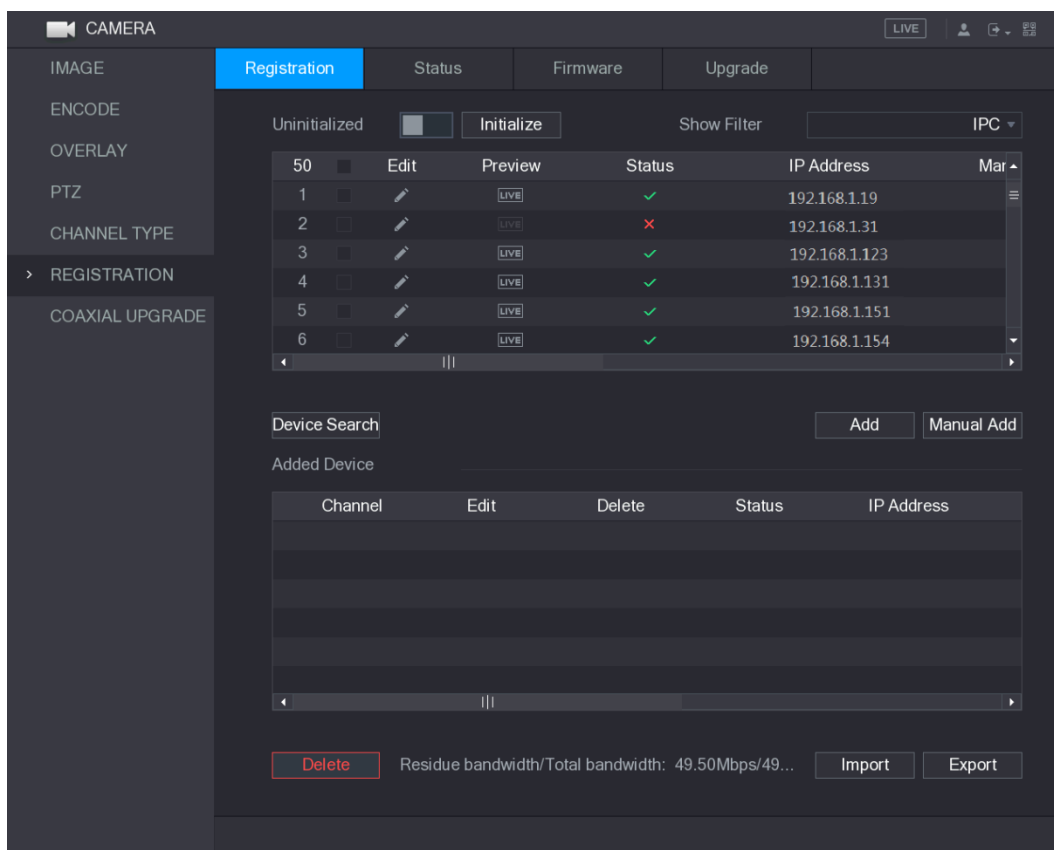 CAMERA LIVE
IMAGE
ENCODE
OVERLAY
PTZ
CHANNEL TYPE
REGISTRATION
COAXIAL UPGRADE
Registration Status Firmware Upgrade
Uninitialized Initialize Show Filter IPC
50 Edit Preview Status IP Address Man
1 LIVE 192.168.1.19
2 LIVE 192.168.1.31
3 LIVE 192.168.1.123
4 LIVE 192.168.1.131
5 LIVE 192.168.1.151
6 LIVE 192.168.1.154
Device Search Add Manual Add
Added Device
Channel Edit Delete Status IP Address
Delete Residue bandwidth/Total bandwidth: 49.50Mbps/49... Import Export